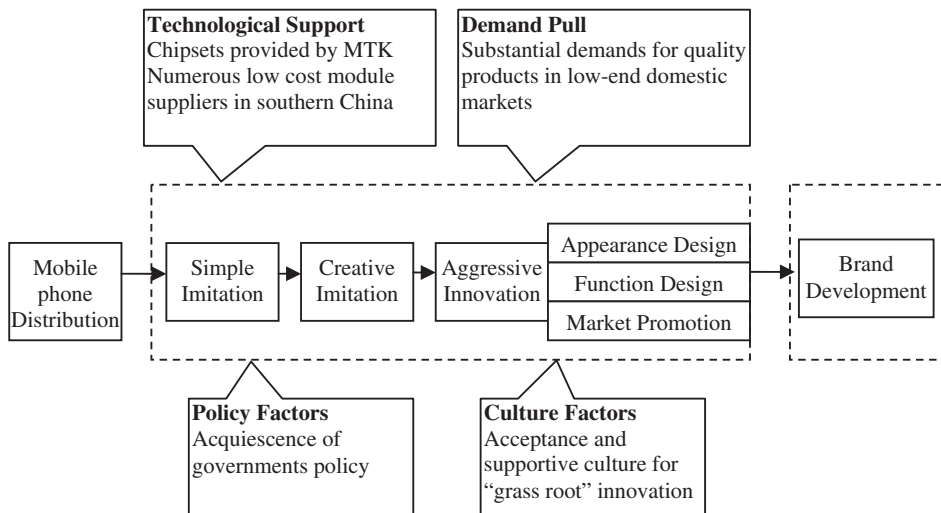 Technological Support
Chipsets provided by MTK
Numerous low cost module
suppliers in southern China
Demand Pull
Substantial demands for quality
products in low-end domestic
markets
Mobile
phone
Distribution
Simple
Imitation
Creative
Imitation
Aggressive
Innovation
Appearance Design
Function Design
Market Promotion
Brand
Development
Policy Factors
Acquiescence of
governments policy
Culture Factors
Acceptance and
supportive culture for
“grass root” innovation